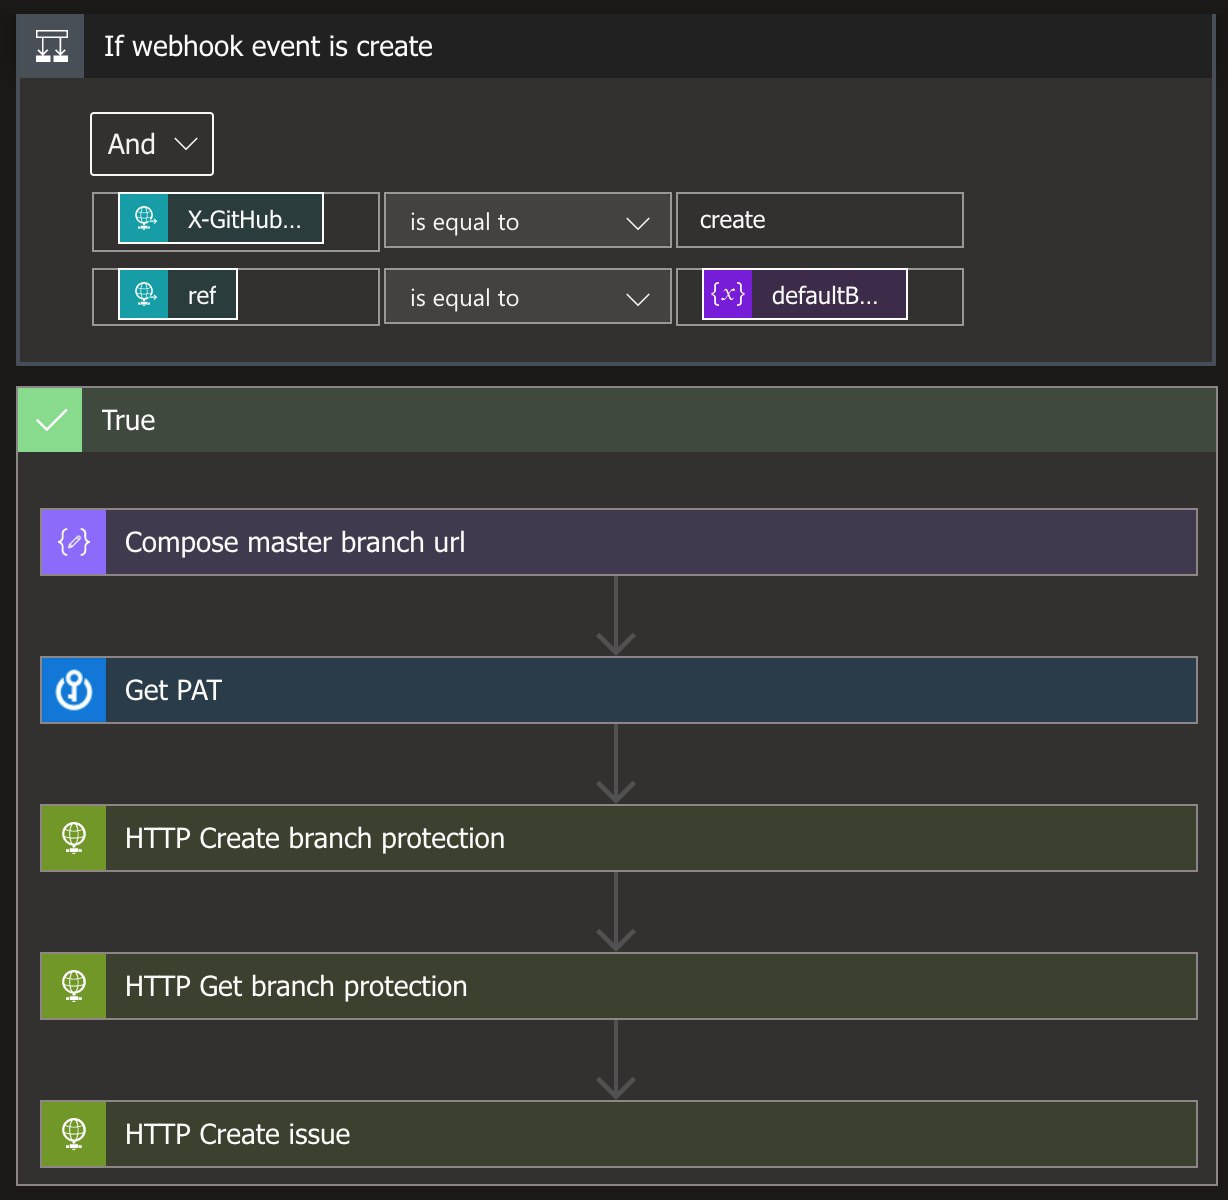 If webhook event is create
And
X-GitHub... is equal to create
ref is equal to {x} defaultB...
True
Compose master branch url
Get PAT
HTTP Create branch protection
HTTP Get branch protection
HTTP Create issue